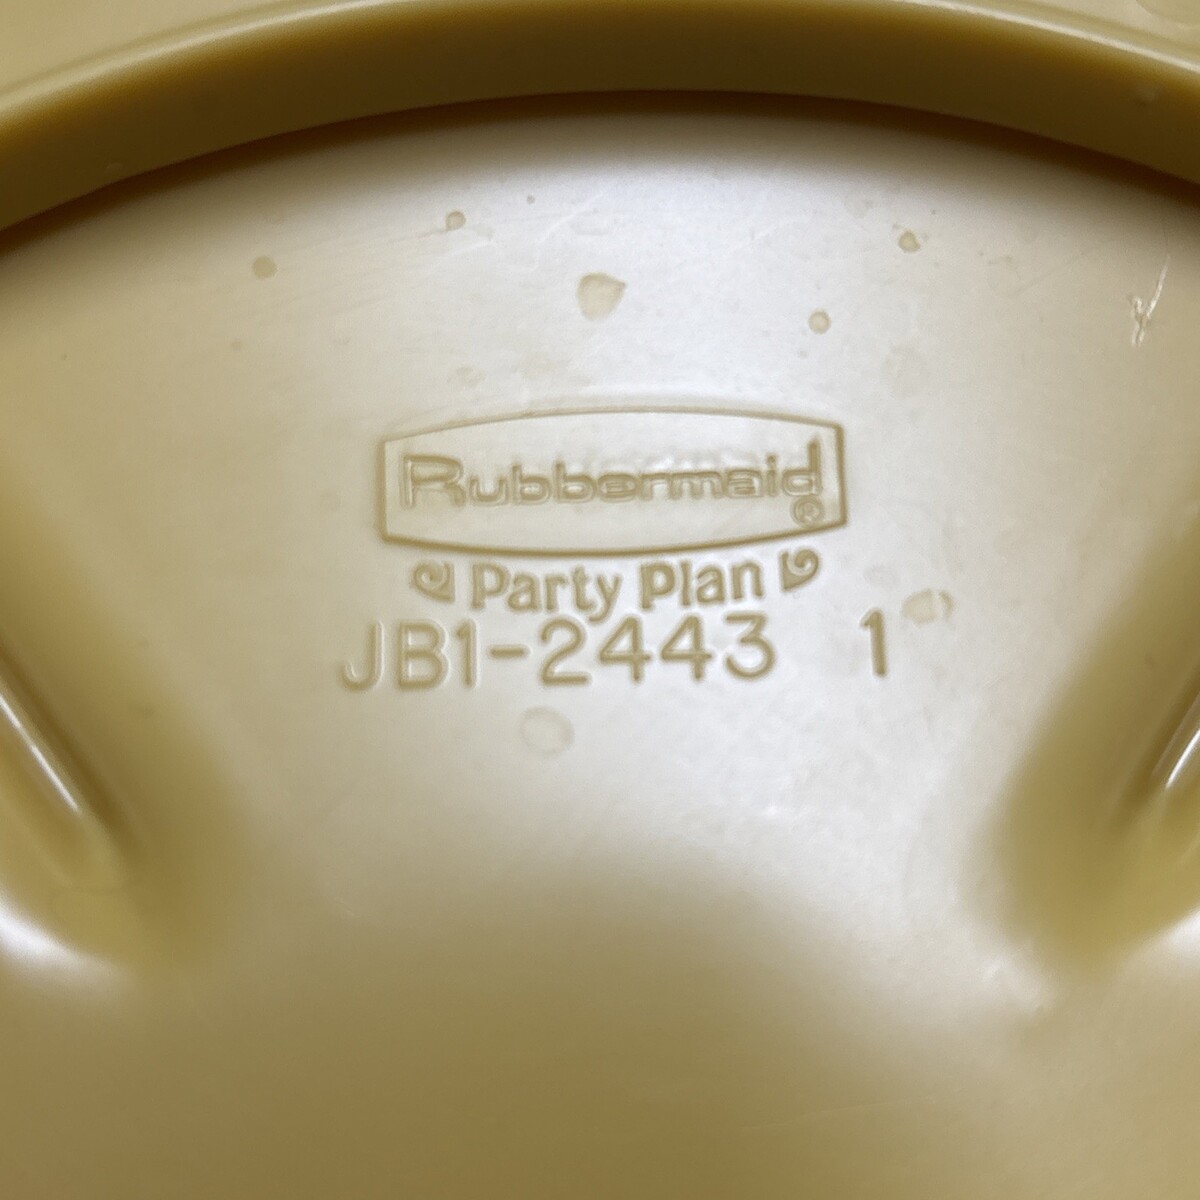 Rubbermaid
®
Party Plan
JB1-2443 1